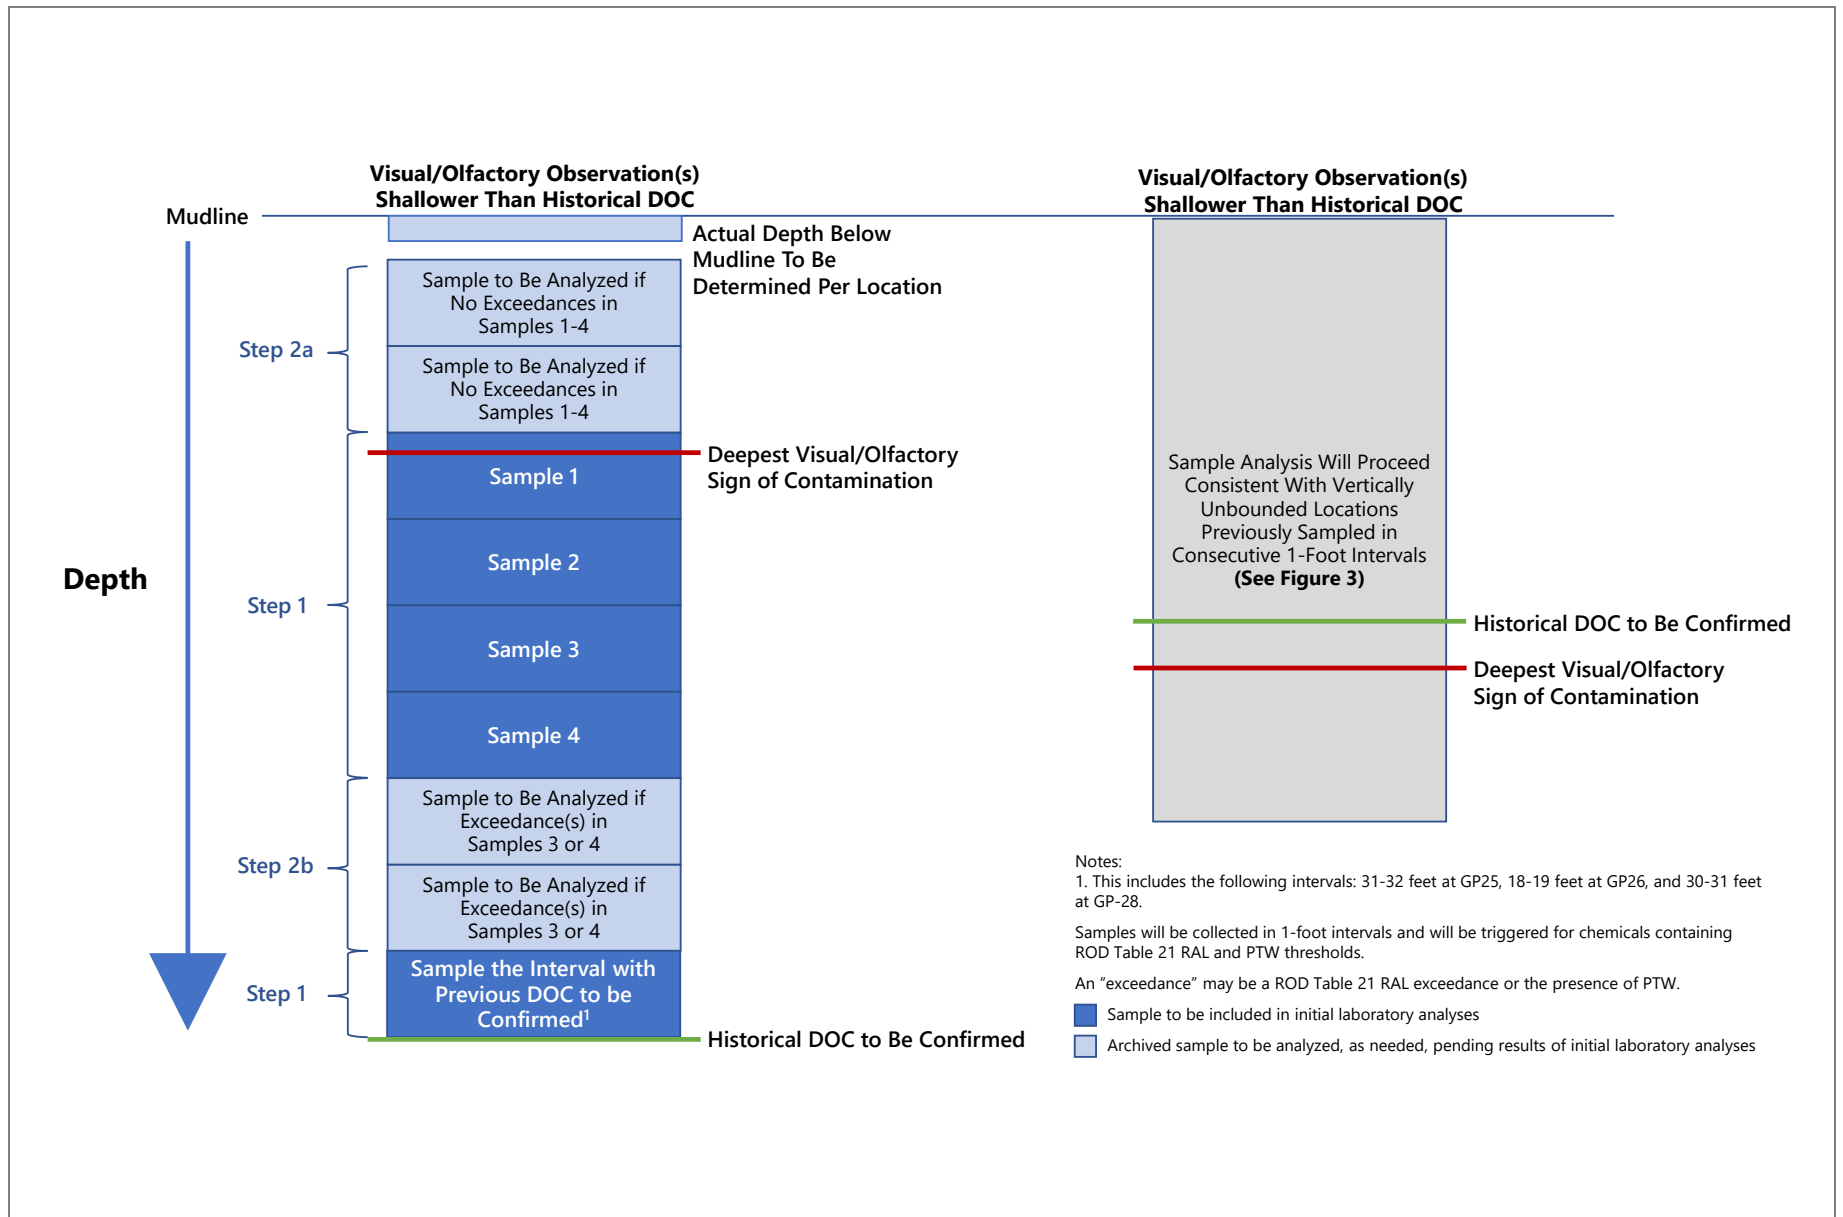 Visual/Olfactory Observation(s)
Shallower Than Historical DOC
Mudline
Actual Depth Below
Mudline To Be
Determined Per Location
Depth
Step 2a
Sample to Be Analyzed if
No Exceedances in
Samples 1-4
Sample to Be Analyzed if
No Exceedances in
Samples 1-4
Deepest Visual/Olfactory
Sign of Contamination
Step 1
Sample 1
Sample 2
Sample 3
Sample 4
Step 2b
Sample to Be Analyzed if
Exceedance(s) in
Samples 3 or 4
Sample to Be Analyzed if
Exceedance(s) in
Samples 3 or 4
Step 1
Sample the Interval with
Previous DOC to be
Confirmed1
Historical DOC to Be Confirmed
Visual/Olfactory Observation(s)
Shallower Than Historical DOC
Sample Analysis Will Proceed
Consistent With Vertically
Unbounded Locations
Previously Sampled in
Consecutive 1-Foot Intervals
(See Figure 3)
Historical DOC to Be Confirmed
Deepest Visual/Olfactory
Sign of Contamination
Notes:
1. This includes the following intervals: 31-32 feet at GP25, 18-19 feet at GP26, and 30-31 feet
at GP-28.
Samples will be collected in 1-foot intervals and will be triggered for chemicals containing
ROD Table 21 RAL and PTW thresholds.
An “exceedance” may be a ROD Table 21 RAL exceedance or the presence of PTW.
Sample to be included in initial laboratory analyses
Archived sample to be analyzed, as needed, pending results of initial laboratory analyses